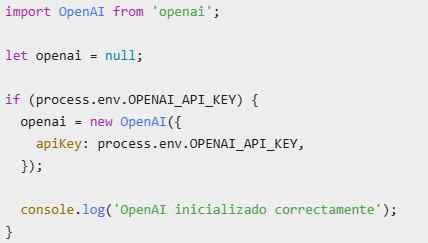 import OpenAI from 'openai';
let openai = null;
if (process.env.OPENAI_API_KEY) {
  openai = new OpenAI({
    apiKey: process.env.OPENAI_API_KEY,
  });
  console.log('OpenAI inicializado correctamente');
}